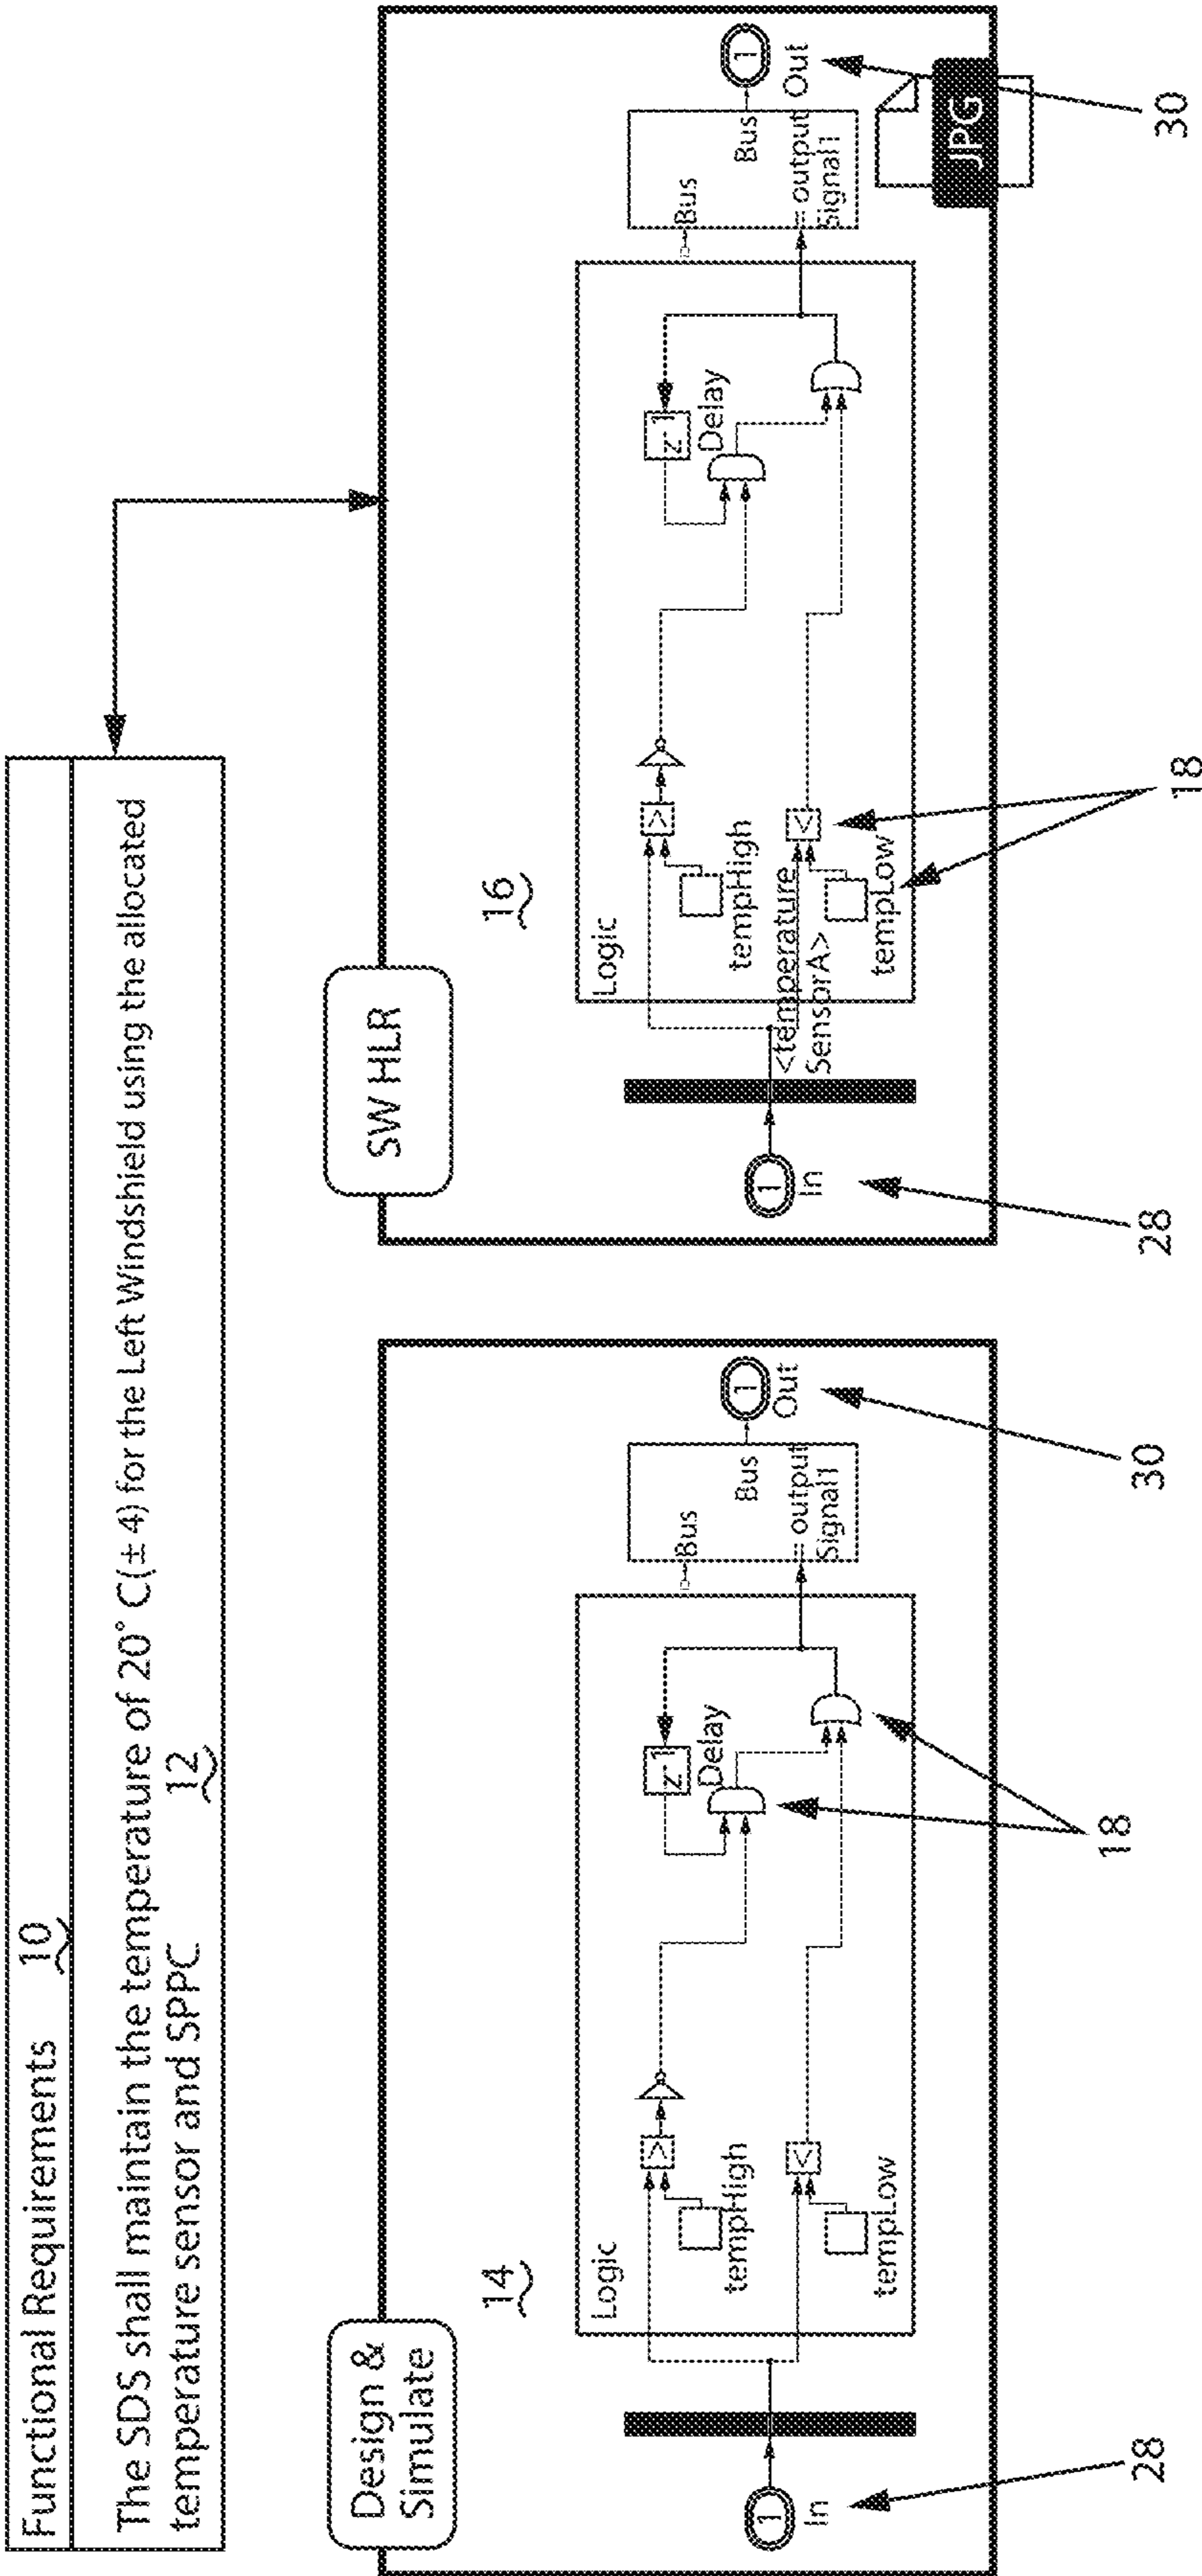 Functional Requirements 10
The SDS shall maintain the temperature of 20° C(± 4) for the Left Windshield using the allocated
temperature sensor and SPPC 12
Design &
Simulate
14
Logic
1
In
tempHigh
tempLow
>
<
z-1
Delay
Bus
Bus
= output
Signal1
1
Out
28
18
30
SW HLR
16
Logic
1
In
<temperature
SensorA>
tempHigh
tempLow
>
<
z-1
Delay
Bus
Bus
= output
Signal1
1
Out
JPG
28
18
30